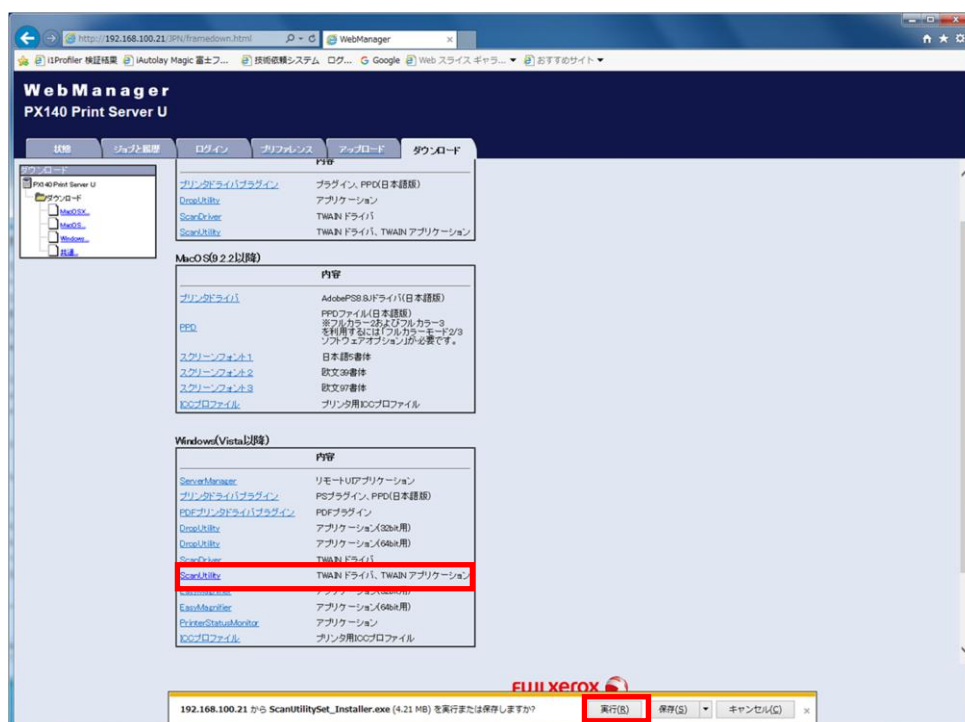 http://192.168.100.21/JPN/framedown.html
WebManager
i1Profiler 検証結果
iAutolay Magic 富士フ...
技術依頼システム ログ...
Google
Web スライス ギャラ...
おすすめサイト
WebManager
PX140 Print Server U
状態
ジョブと履歴
ログイン
プリファレンス
アップロード
ダウンロード
ダウンロード
PX140 Print Server U
ダウンロード
MacOSX...
MacOS...
Windows...
共通...
内容
プリンタドライバプラグイン プラグイン、PPD(日本語版)
DropUtility アプリケーション
ScanDriver TWAIN ドライバ
ScanUtility TWAIN ドライバ、TWAIN アプリケーション
MacOS(9.2.2以降)
内容
プリンタドライバ AdobePS8.8Jドライバ(日本語版)
PPD PPDファイル(日本語版)
※フルカラー2およびフルカラー3
を利用するには「フルカラーモード2/3
ソフトウェアオプション」が必要です。
スクリーンフォント1 日本語5書体
スクリーンフォント2 欧文39書体
スクリーンフォント3 欧文97書体
ICCプロファイル プリンタ用ICCプロファイル
Windows(Vista以降)
内容
ServerManager リモートUIアプリケーション
プリンタドライバプラグイン PSプラグイン、PPD(日本語版)
PDFプリンタドライバプラグイン PDFプラグイン
DropUtility アプリケーション(32bit用)
DropUtility アプリケーション(64bit用)
ScanDriver TWAIN ドライバ
ScanUtility TWAIN ドライバ、TWAIN アプリケーション
EasyMagnifier アプリケーション(32bit用)
EasyMagnifier アプリケーション(64bit用)
PrinterStatusMonitor アプリケーション
ICCプロファイル プリンタ用ICCプロファイル
FUJI XEROX
192.168.100.21 から ScanUtilitySet_Installer.exe (4.21 MB) を実行または保存しますか?
実行(R)
保存(S)
キャンセル(C)